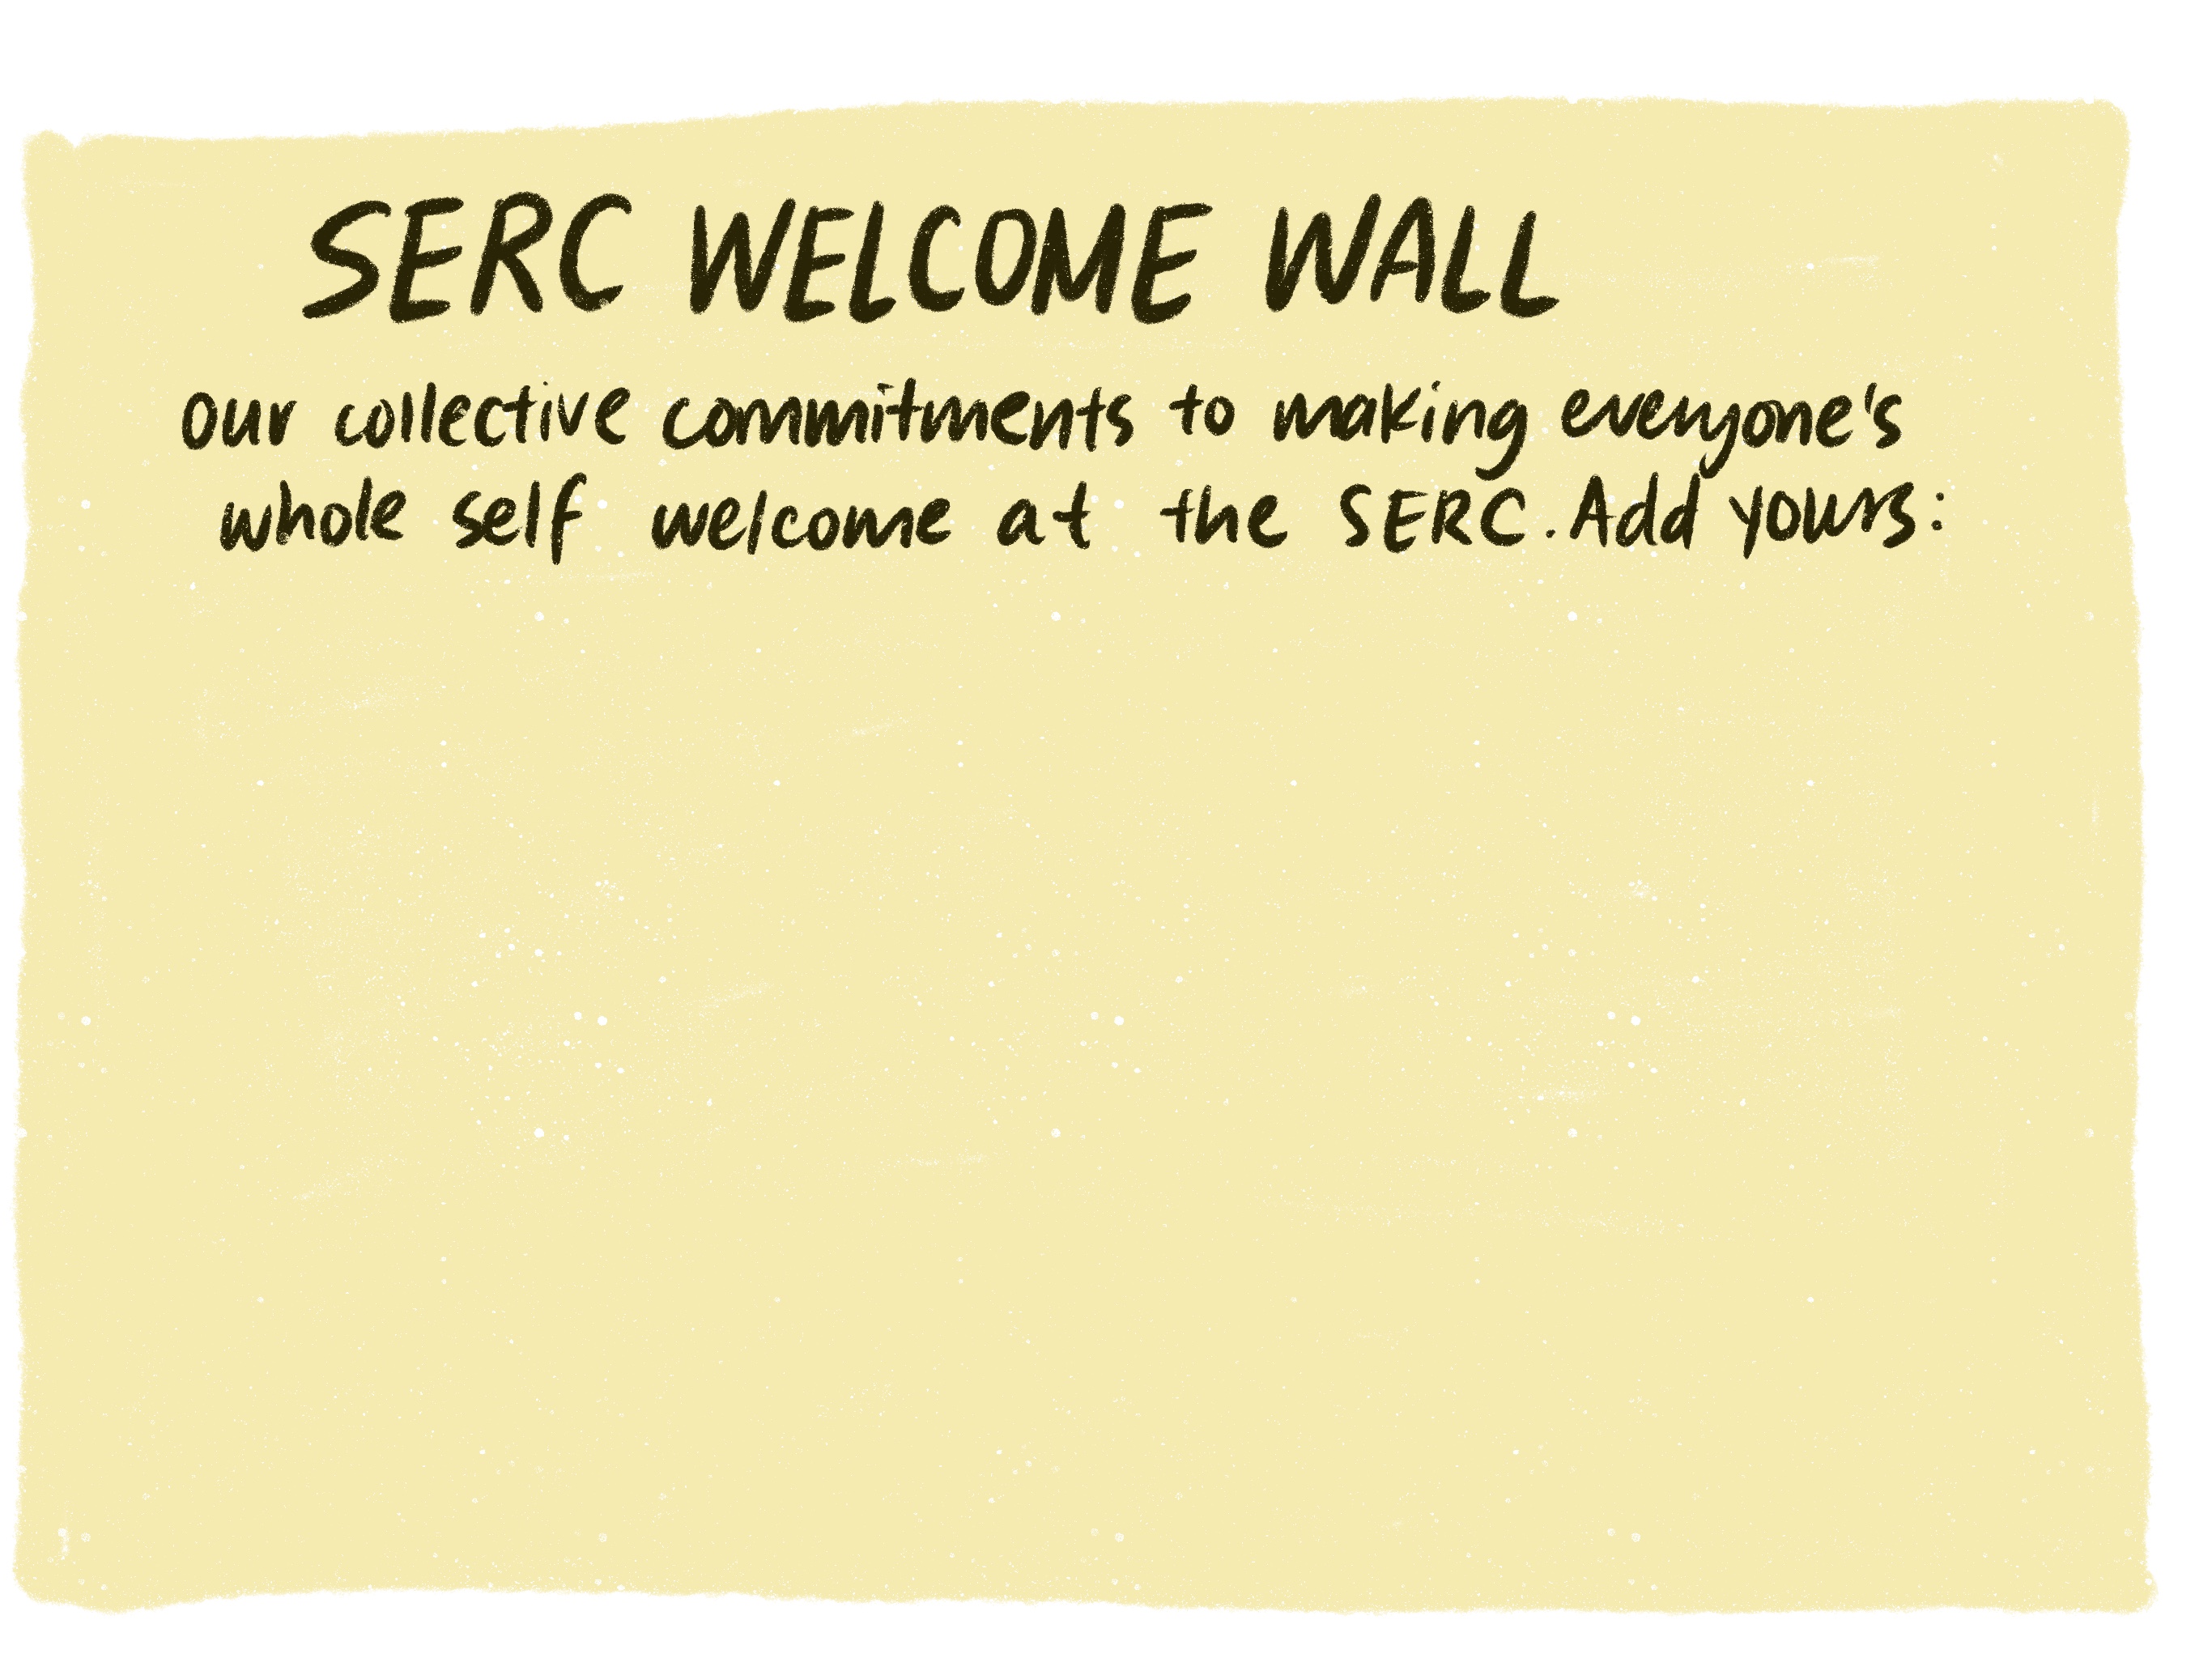 SERC WELCOME WALL
our collective commitments to making everyone's
whole self welcome at the SERC. Add yours: